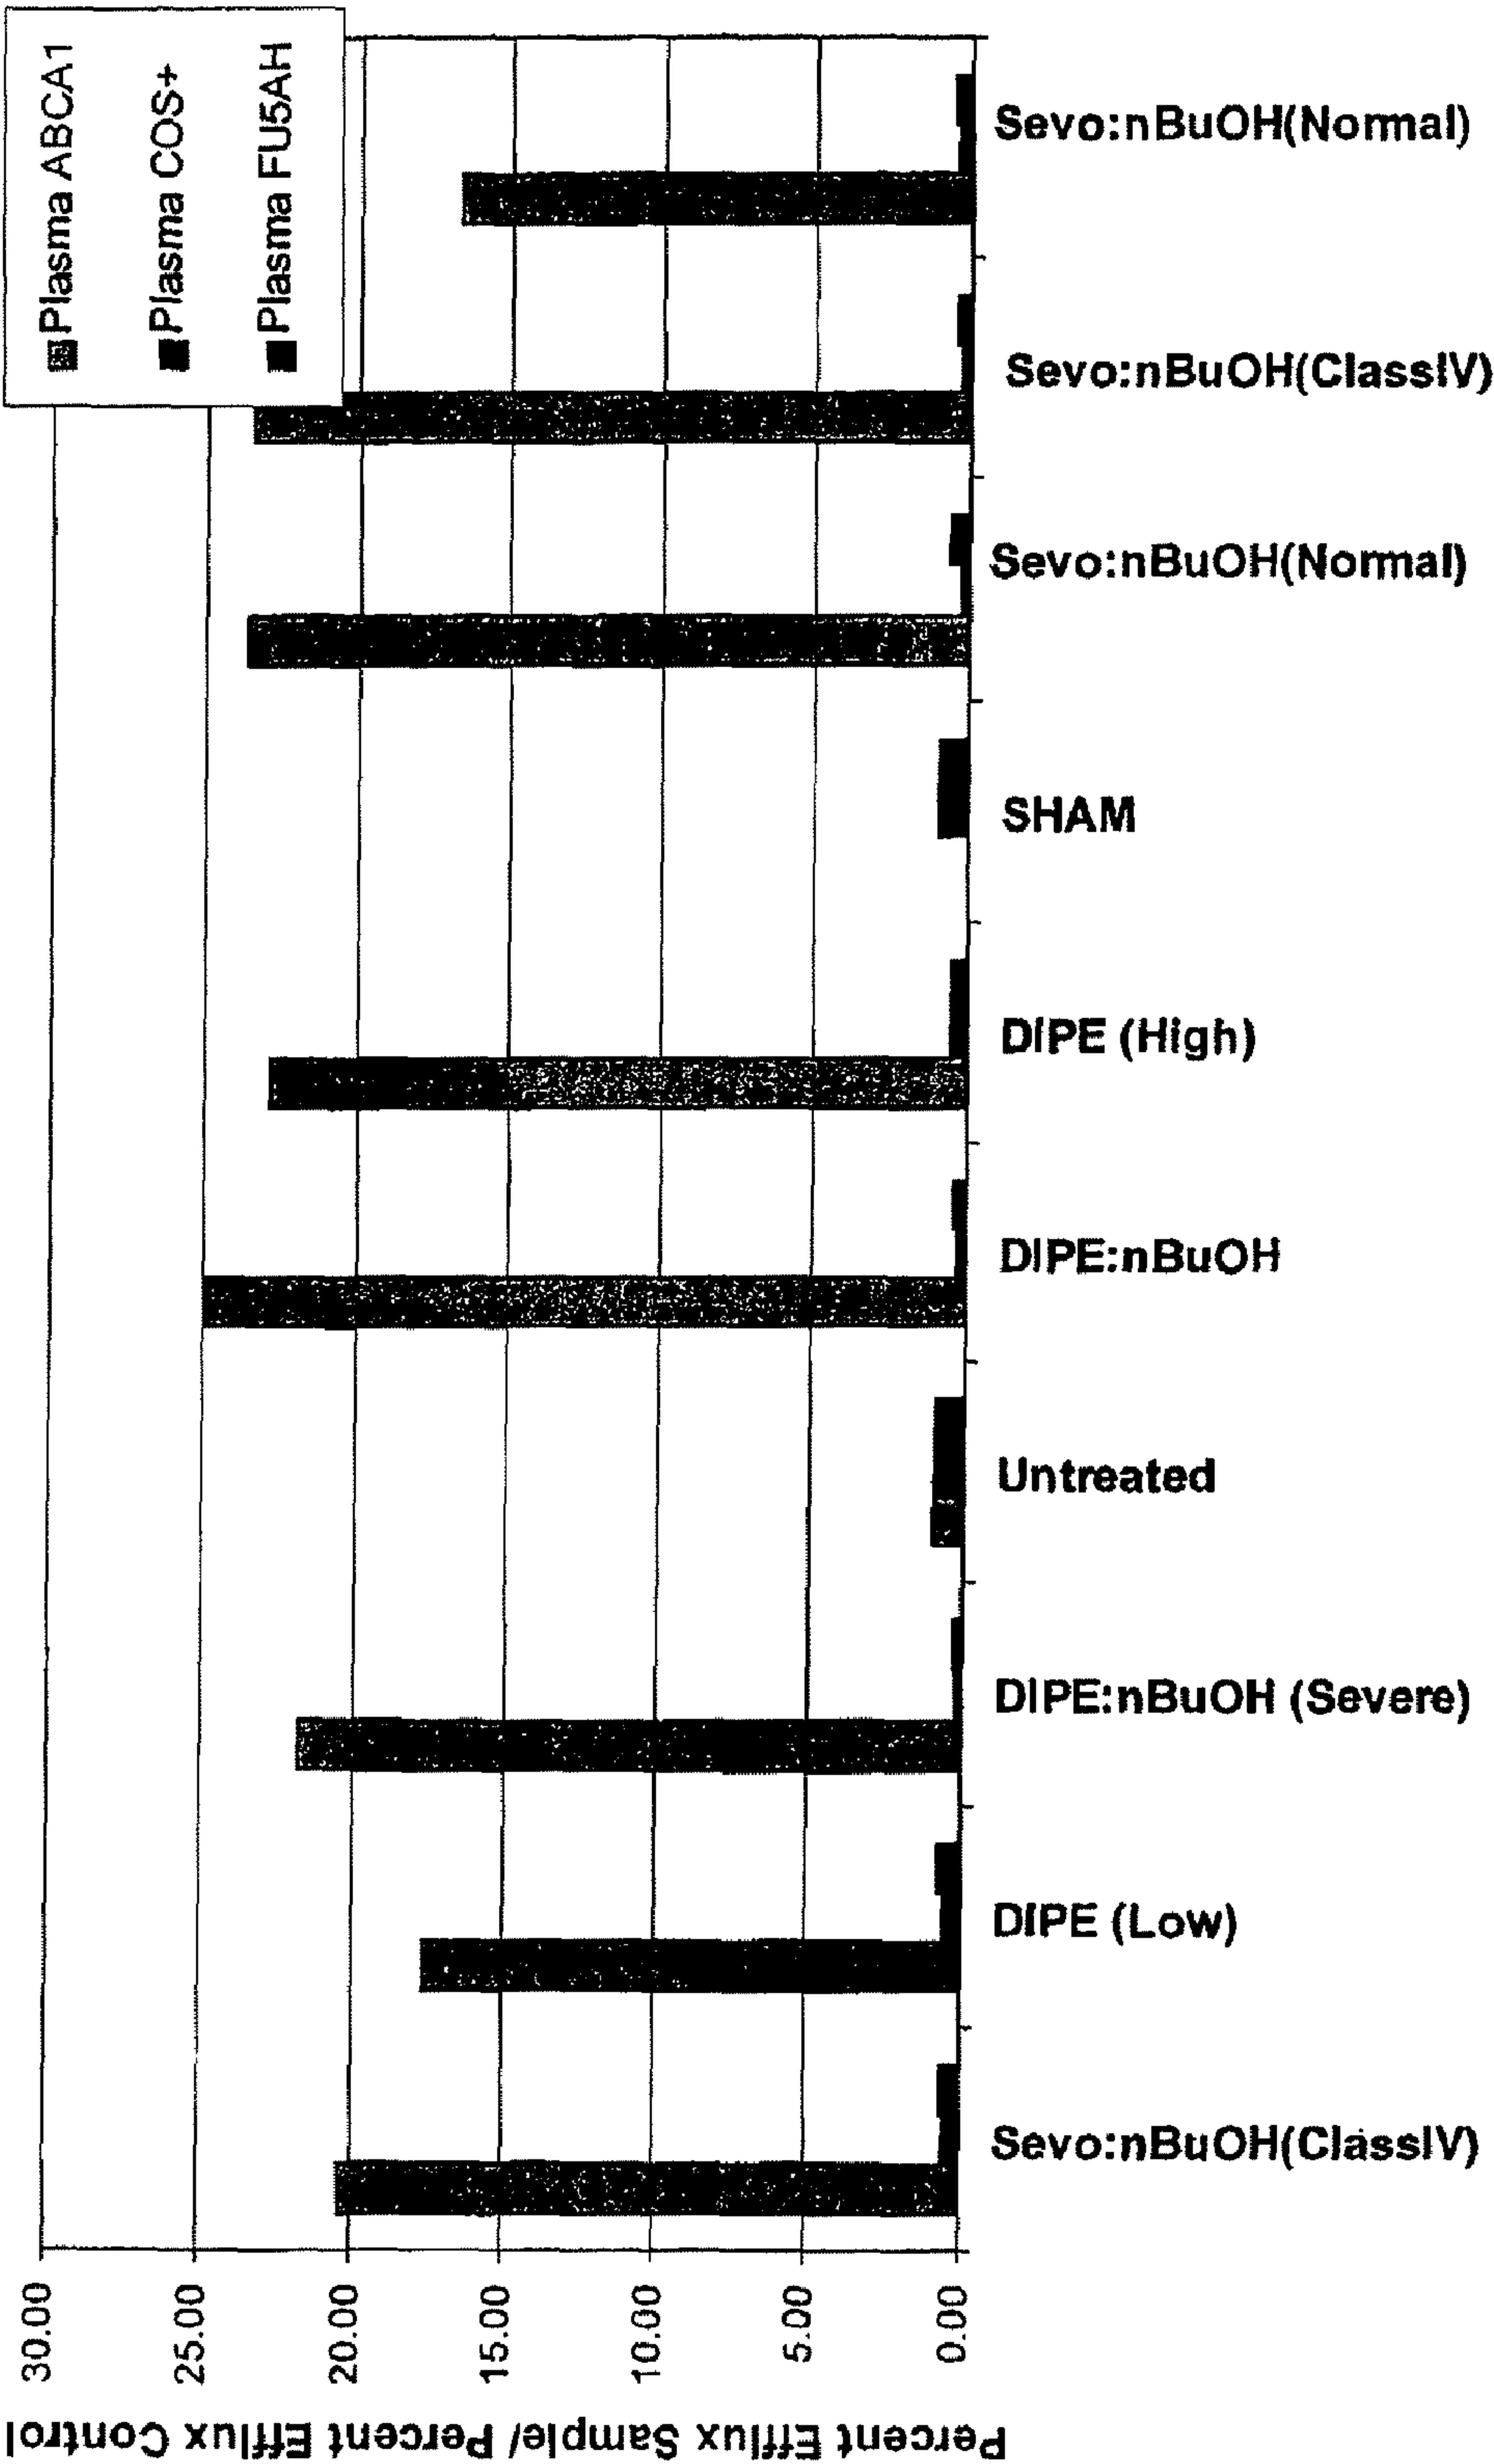 Plasma ABCA1
Plasma COS+
Plasma FU5AH
Percent Efflux Sample/ Percent Efflux Control
30.00
25.00
20.00
15.00
10.00
5.00
0.00
Sevo:nBuOH(ClassIV)
DIPE (Low)
DIPE:nBuOH (Severe)
Untreated
DIPE:nBuOH
DIPE (High)
SHAM
Sevo:nBuOH(Normal)
Sevo:nBuOH(ClassIV)
Sevo:nBuOH(Normal)